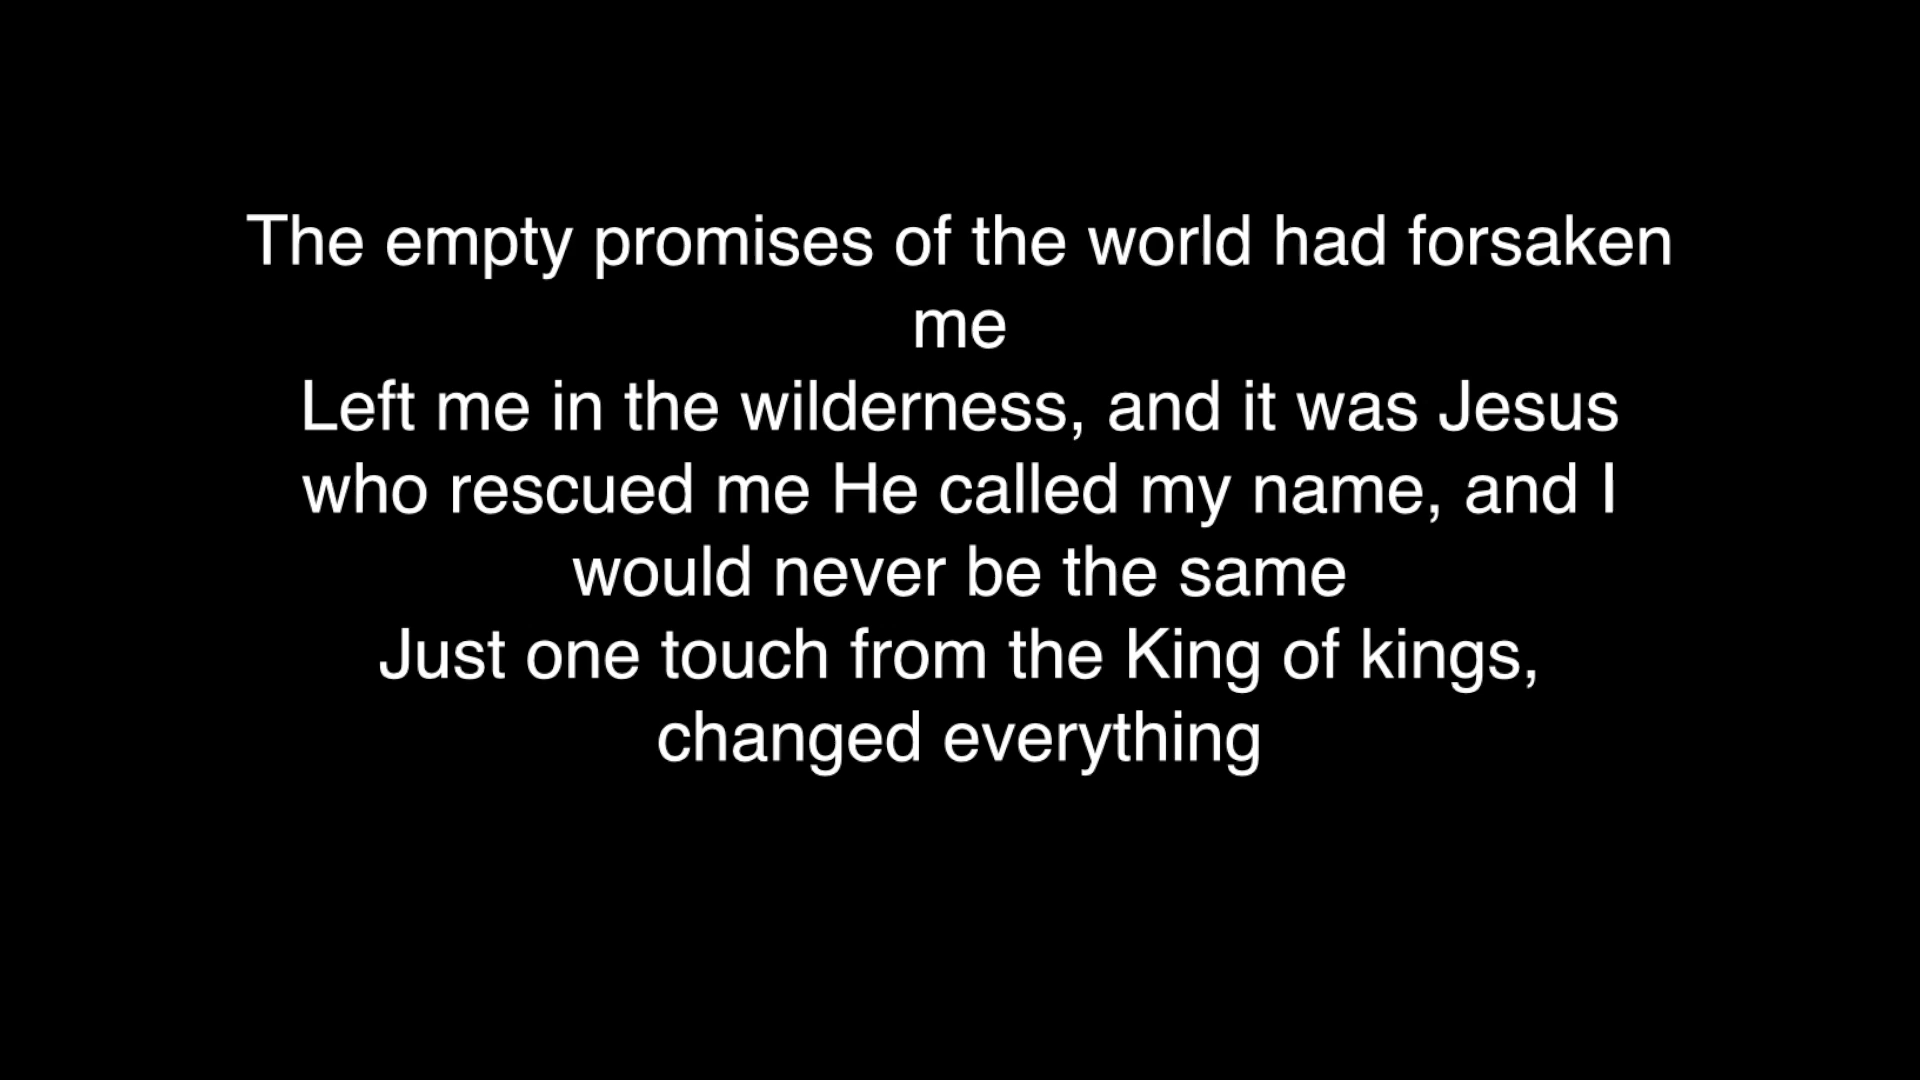 The empty promises of the world had forsaken
me
Left me in the wilderness, and it was Jesus
who rescued me He called my name, and I
would never be the same
Just one touch from the King of kings,
changed everything